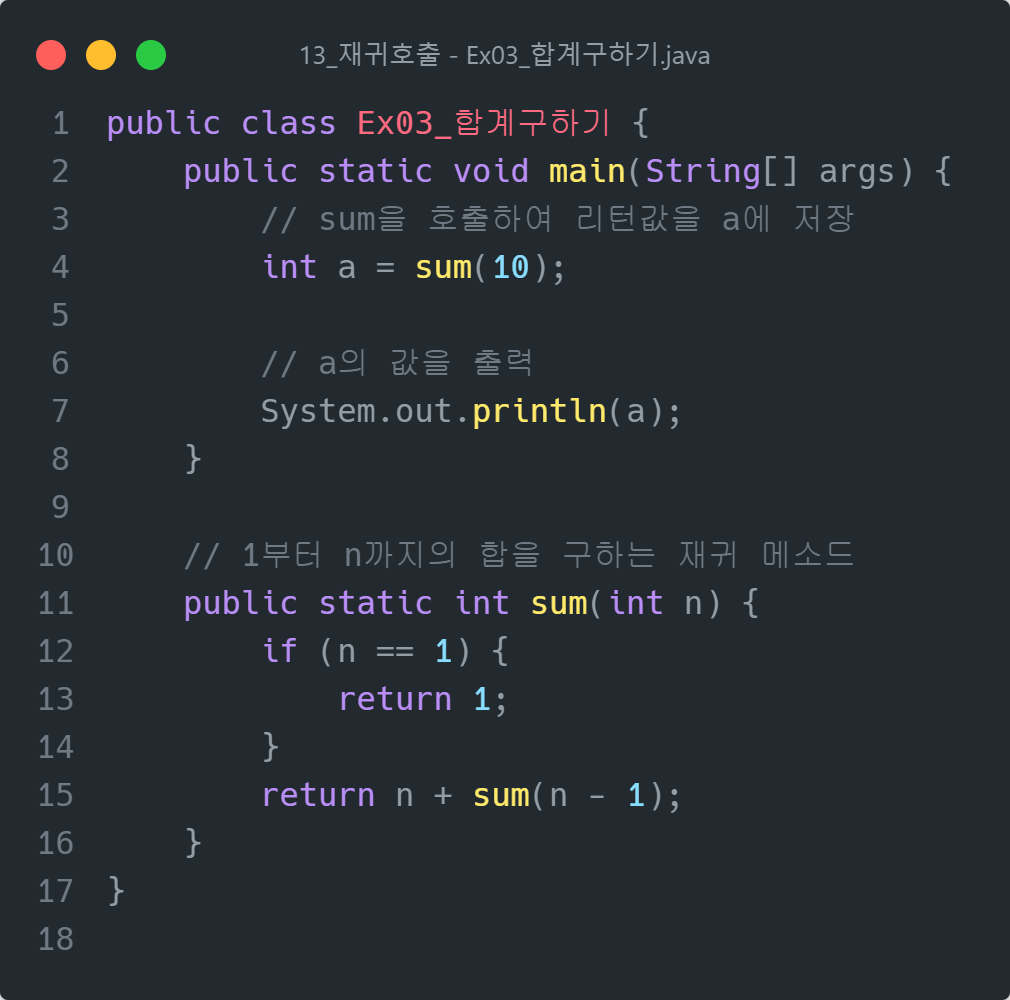 13_재귀호출 - Ex03_합계구하기.java
1 public class Ex03_합계구하기 {
2     public static void main(String[] args) {
3         // sum을 호출하여 리턴값을 a에 저장
4         int a = sum(10);
5
6         // a의 값을 출력
7         System.out.println(a);
8     }
9
10     // 1부터 n까지의 합을 구하는 재귀 메소드
11     public static int sum(int n) {
12         if (n == 1) {
13             return 1;
14         }
15         return n + sum(n - 1);
16     }
17 }
18